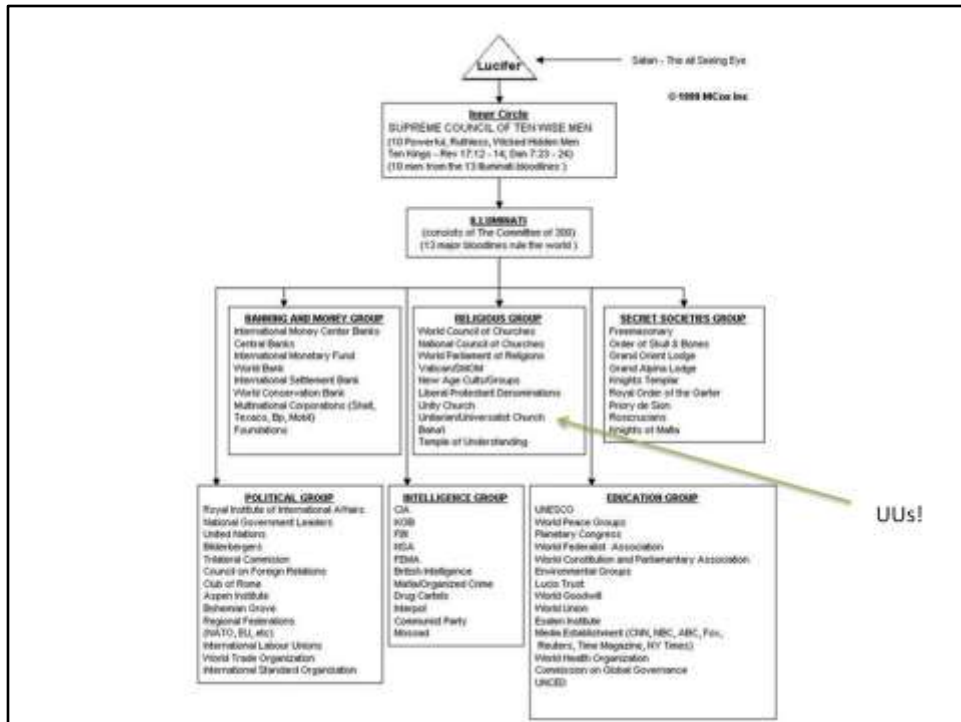 Lucifer
Satan - The all Seeing Eye
© 1999 MCox Inc
Inner Circle
SUPREME COUNCIL OF TEN WISE MEN
(10 Powerful, Ruthless, Wicked Hidden Men
Ten Kings - Rev 17:12 - 14, Dan 7:23 - 24)
(10 men from the 13 Illuminati bloodlines )
ILLUMINATI
(consists of The Committee of 300)
(13 major bloodlines rule the world )
BANKING AND MONEY GROUP
International Money Center Banks
Central Banks
International Monetary Fund
World Bank
International Settlement Bank
World Conservation Bank
Multinational Corporations (Shell,
Texaco, Bp, Mobil)
Foundations
RELIGIOUS GROUP
World Council of Churches
National Council of Churches
World Parliament of Religions
Vatican/SMOM
New Age Cults/Groups
Liberal Protestant Denominations
Unity Church
Unitarian/Universalist Church
Baha'i
Temple of Understanding
SECRET SOCIETIES GROUP
Freemasonary
Order of Skull & Bones
Grand Orient Lodge
Grand Alpina Lodge
Knights Templar
Royal Order of the Garter
Priory de Sion
Rosicrucians
Knights of Malta
UUs!
POLITICAL GROUP
Royal Institute of International Affairs
National Government Leaders
United Nations
Bilderbergers
Trilateral
Council on Foreign Relations
Club of Rome
Aspen Institute
Bohemian Grove
Regional Federations
(NATO, EU, etc)
International Labour Unions
World Trade Organization
International Standard Organization
INTELLIGENCE GROUP
CIA
KGB
FBI
NSA
FEMA
British Intelligence
Mafia/Organized Crime
Drug Cartels
Interpol
Communist Party
Mossad
EDUCATION GROUP
UNESCO
World Peace Groups
Planetary Congress
World Federalist Association
World Constitution and Parliamentary Association
Environmental Groups
Lucis Trust
World Goodwill
World Union
Esalen Institute
Media Establishment (CNN, NBC, ABC, Fox,
Reuters, Time Magazine, NY Times)
World Health Organization
Commission on Global Governance
UNCED